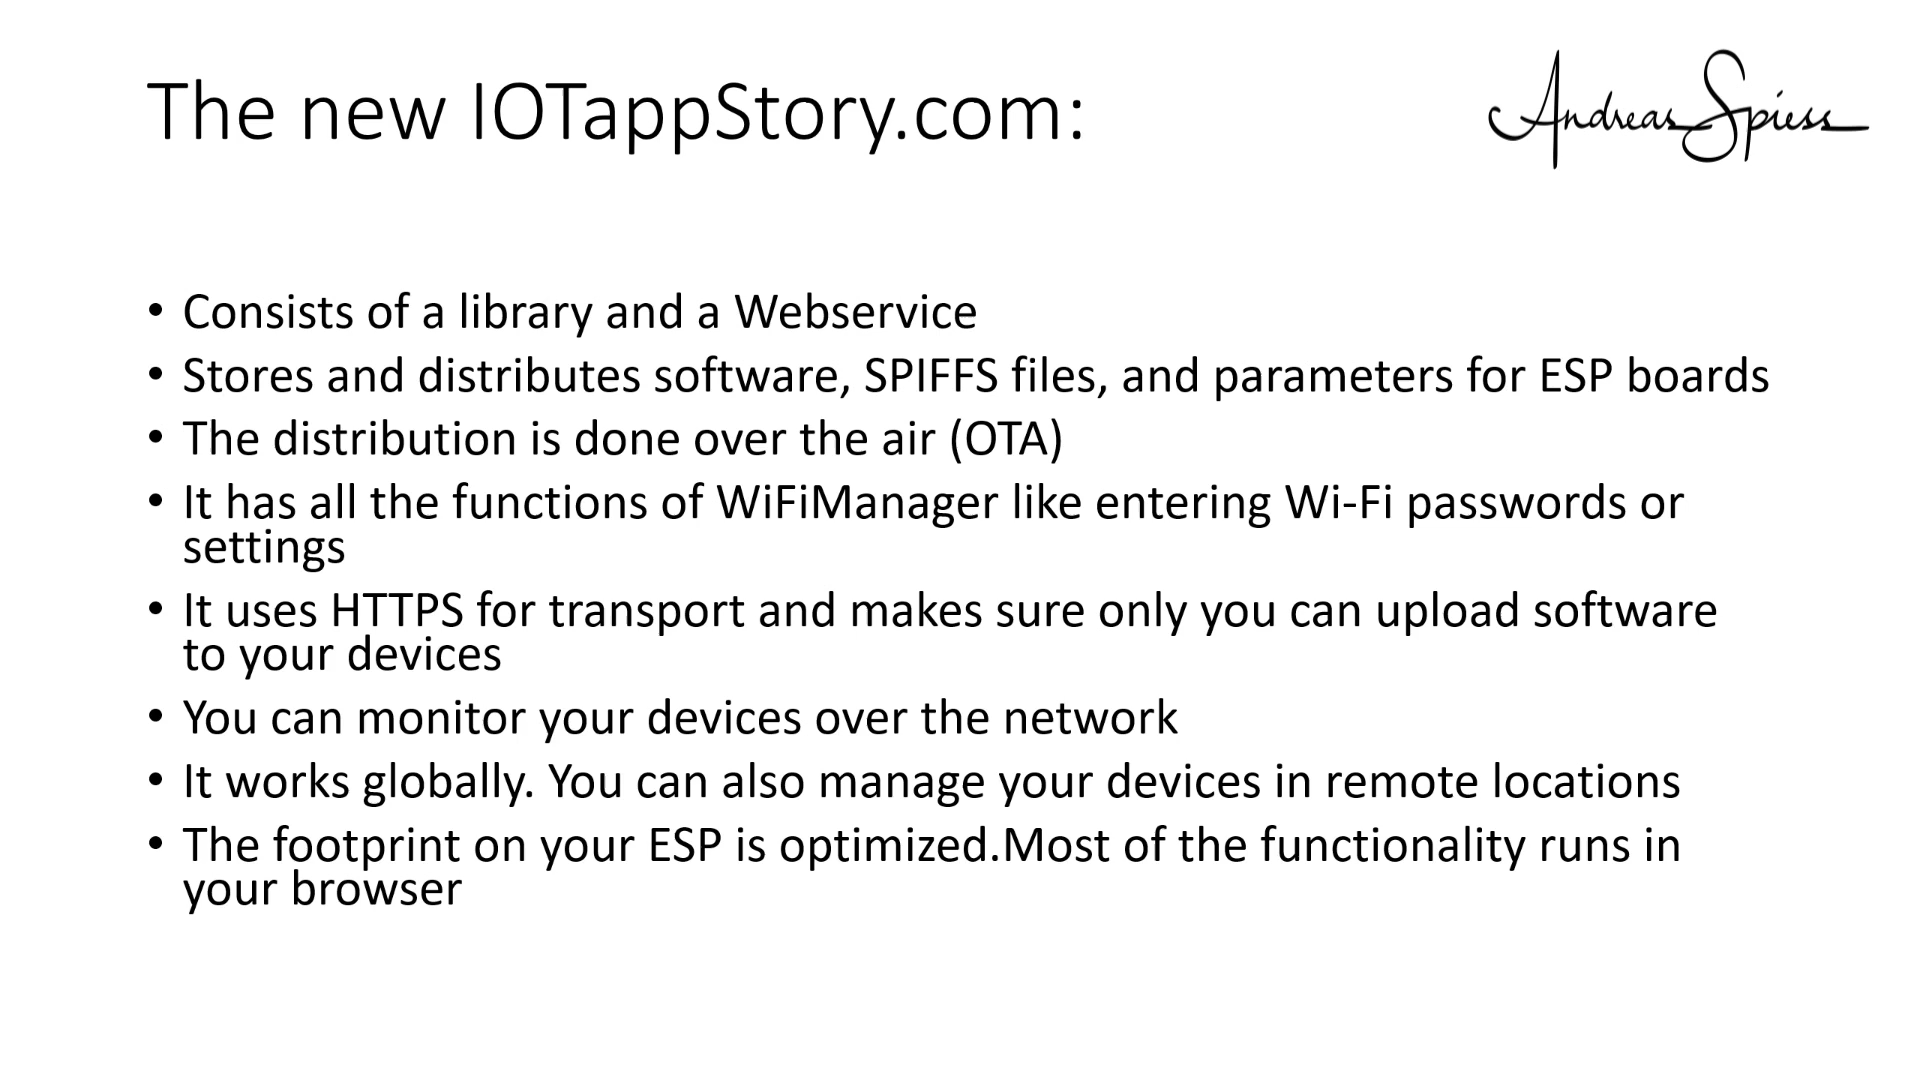 The new IOTappStory.com:
Andreas Spiess
• Consists of a library and a Webservice
• Stores and distributes software, SPIFFS files, and parameters for ESP boards
• The distribution is done over the air (OTA)
• It has all the functions of WiFiManager like entering Wi-Fi passwords or
settings
• It uses HTTPS for transport and makes sure only you can upload software
to your devices
• You can monitor your devices over the network
• It works globally. You can also manage your devices in remote locations
• The footprint on your ESP is optimized.Most of the functionality runs in
your browser